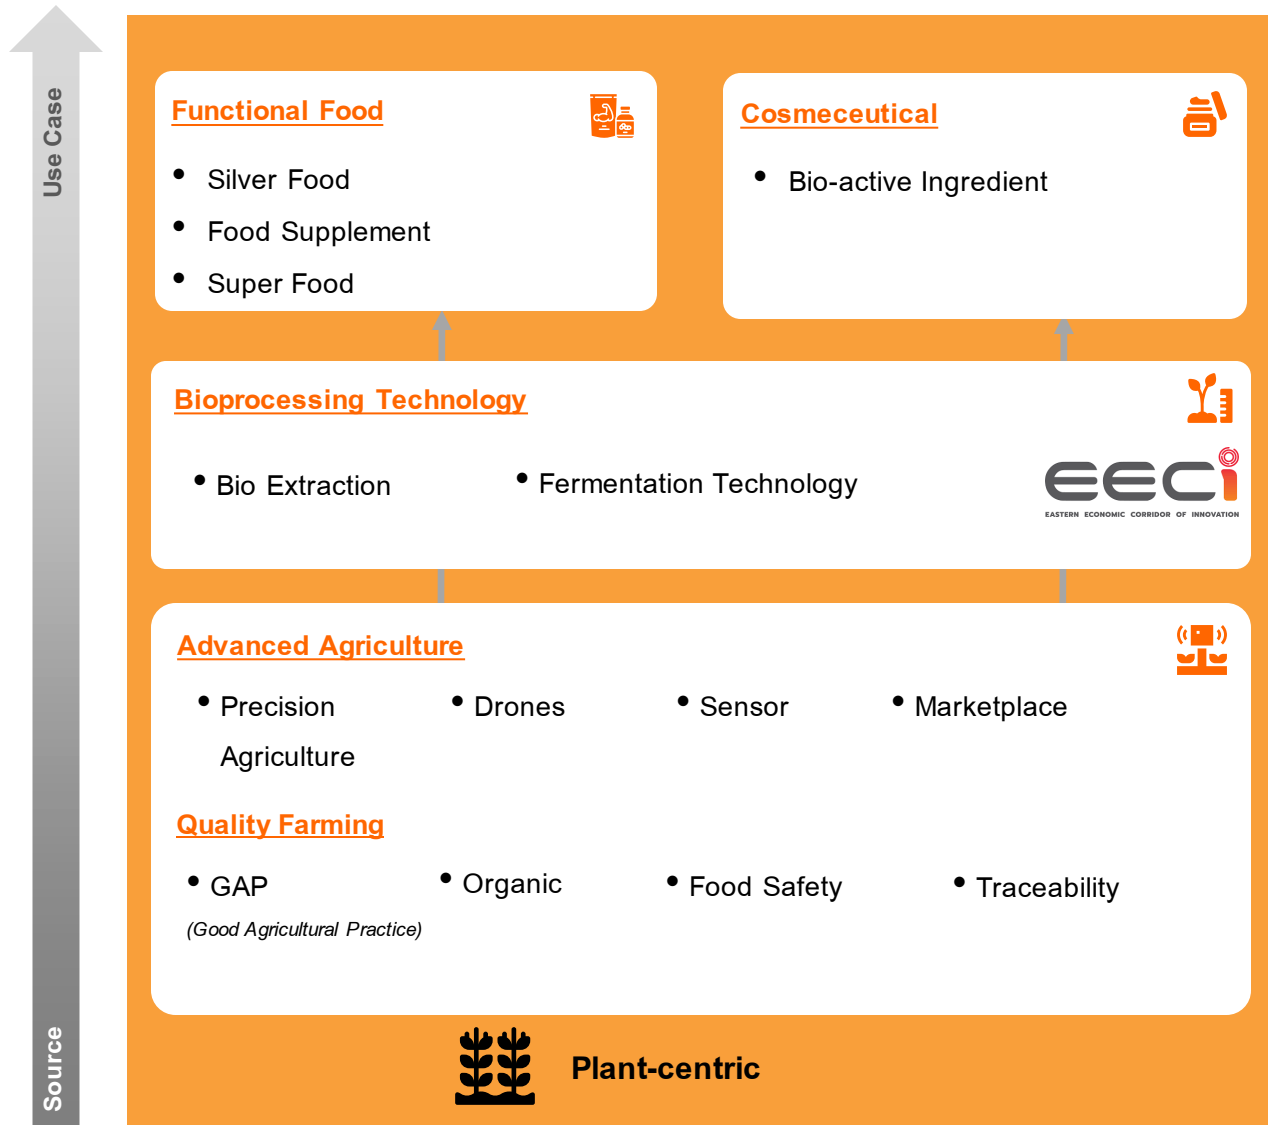 Use Case
Functional Food
• Silver Food
• Food Supplement
• Super Food
Cosmeceutical
• Bio-active Ingredient
Bioprocessing Technology
• Bio Extraction
• Fermentation Technology
eeci
EASTERN ECONOMIC CORRIDOR OF INNOVATION
Advanced Agriculture
• Precision
Agriculture
• Drones
• Sensor
• Marketplace
Quality Farming
• GAP
(Good Agricultural Practice)
• Organic
• Food Safety
• Traceability
Source
Plant-centric